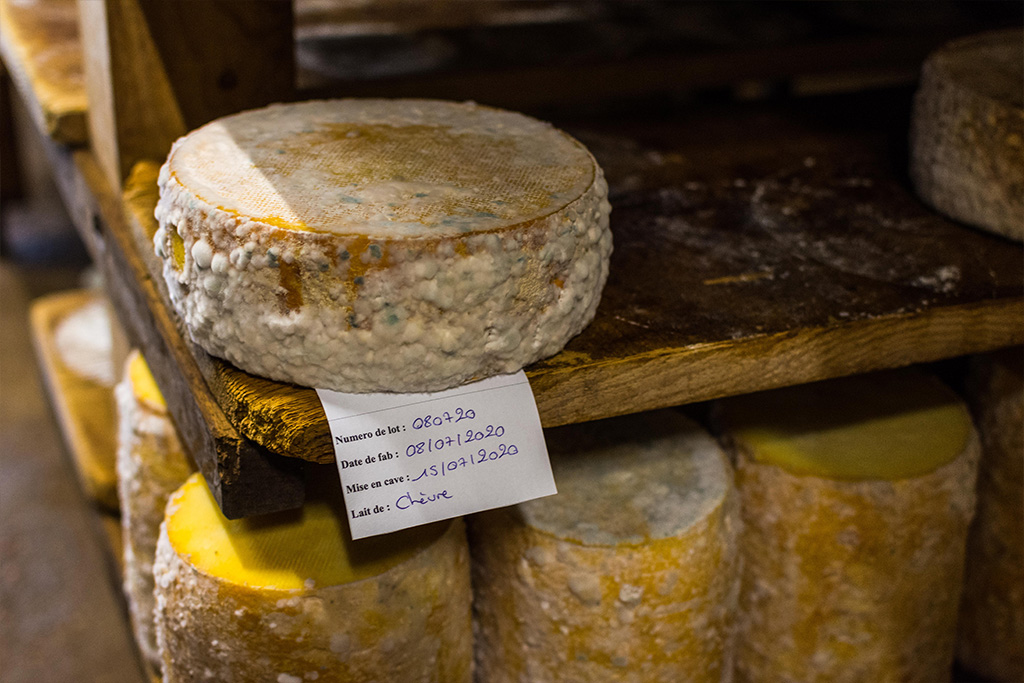 Numero de lot : 080720
Date de fab : 08/07/2020
Mise en cave : 15/07/2020
Lait de : Chèvre